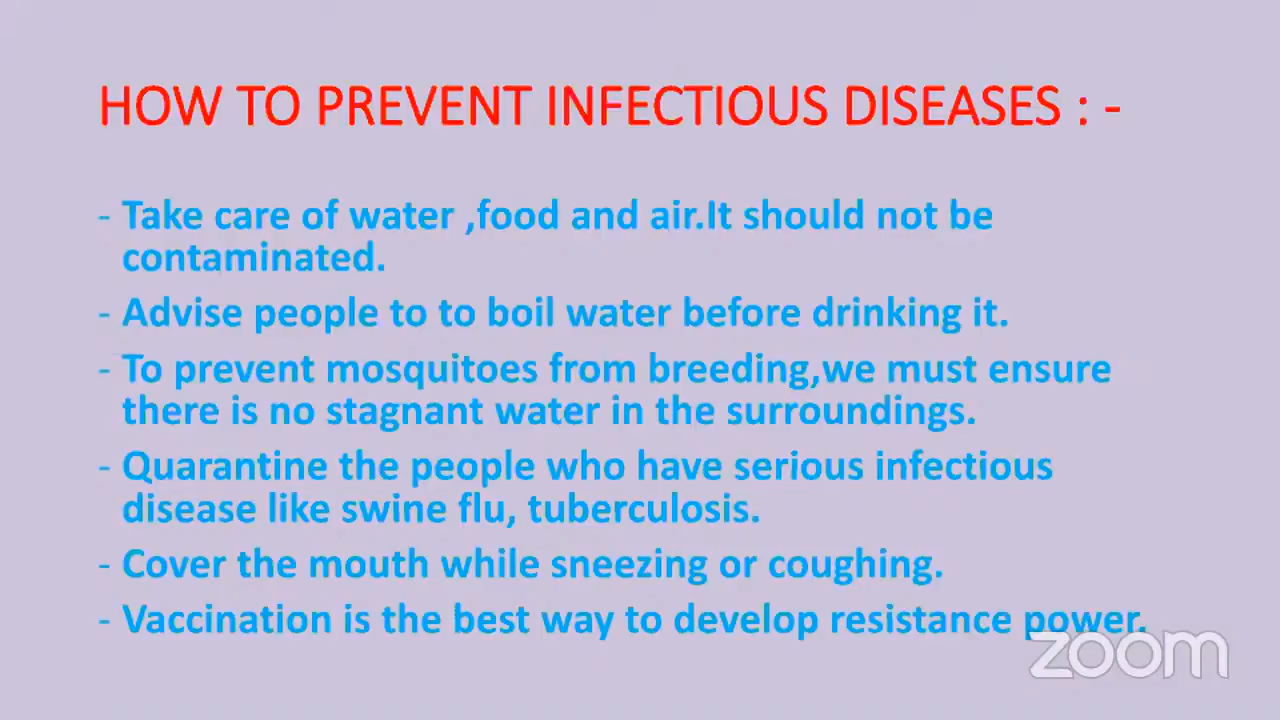 HOW TO PREVENT INFECTIOUS DISEASES : -
- Take care of water ,food and air.It should not be
contaminated.
- Advise people to to boil water before drinking it.
- To prevent mosquitoes from breeding,we must ensure
there is no stagnant water in the surroundings.
- Quarantine the people who have serious infectious
disease like swine flu, tuberculosis.
- Cover the mouth while sneezing or coughing.
- Vaccination is the best way to develop resistance power.
zoom